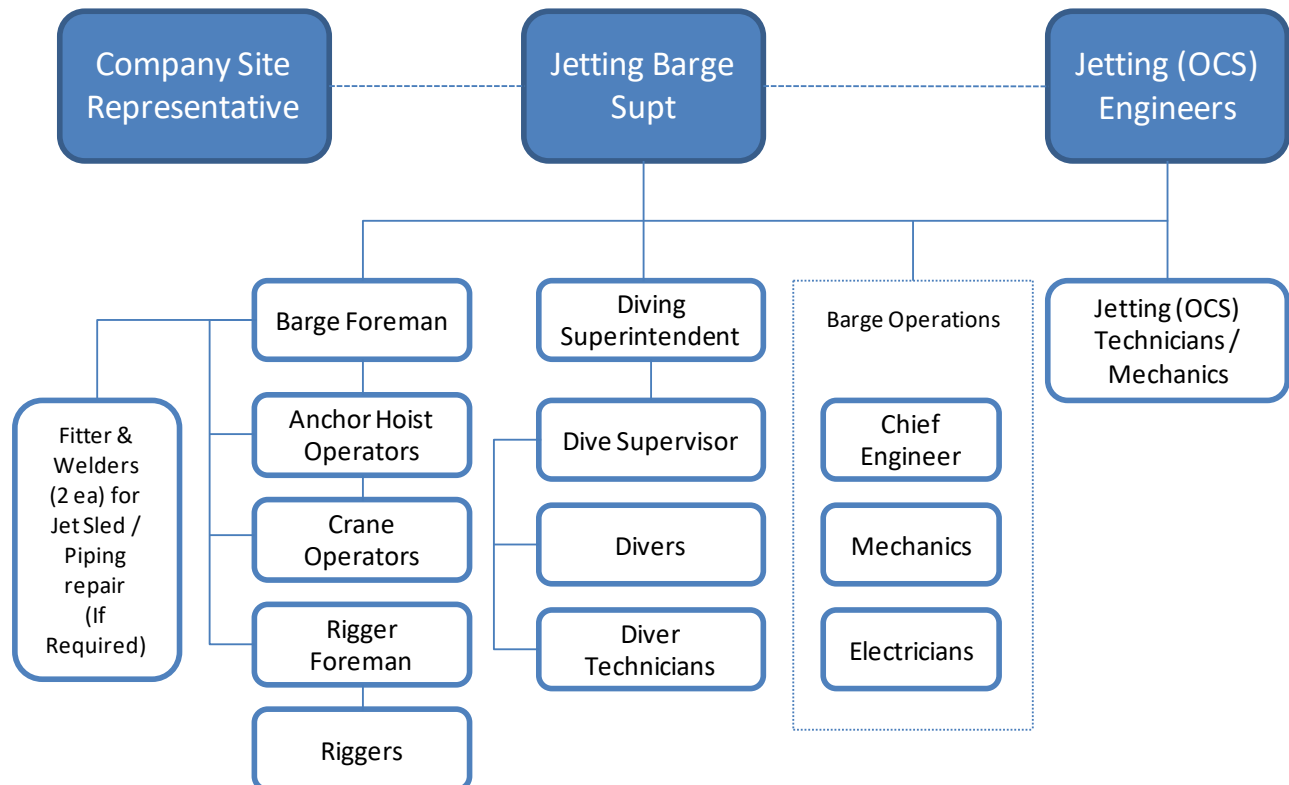 Company Site
Representative
Jetting Barge
Supt
Jetting (OCS)
Engineers
Barge Foreman
Diving
Superintendent
Barge Operations
Jetting (OCS)
Technicians /
Mechanics
Fitter &
Welders
(2 ea) for
Jet Sled /
Piping
repair
(If
Required)
Anchor Hoist
Operators
Dive Supervisor
Chief
Engineer
Crane
Operators
Divers
Mechanics
Rigger
Foreman
Diver
Technicians
Electricians
Riggers